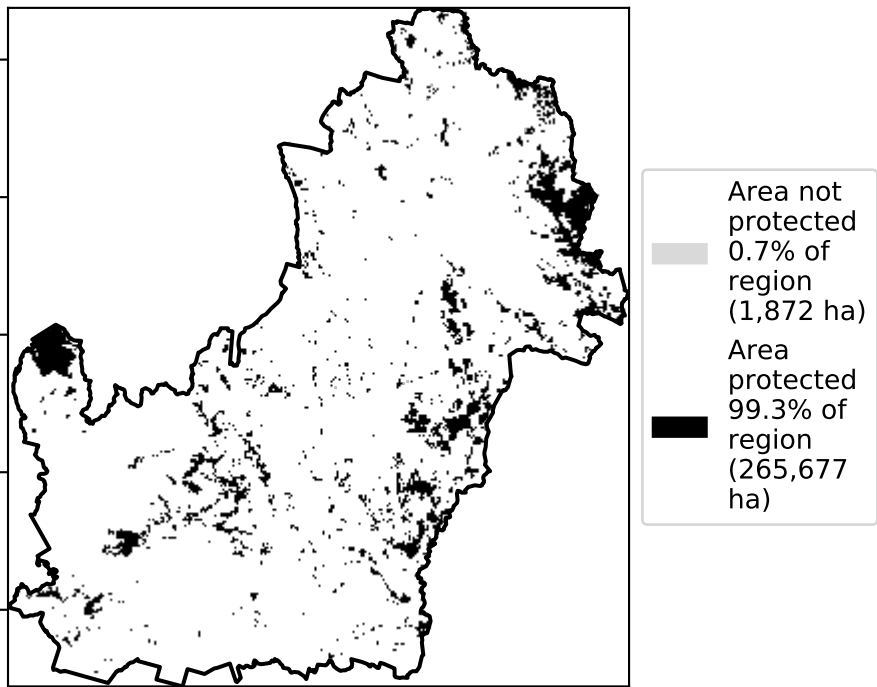 Area not
protected
0.7% of
region
(1,872 ha)
Area
protected
99.3% of
region
(265,677
ha)